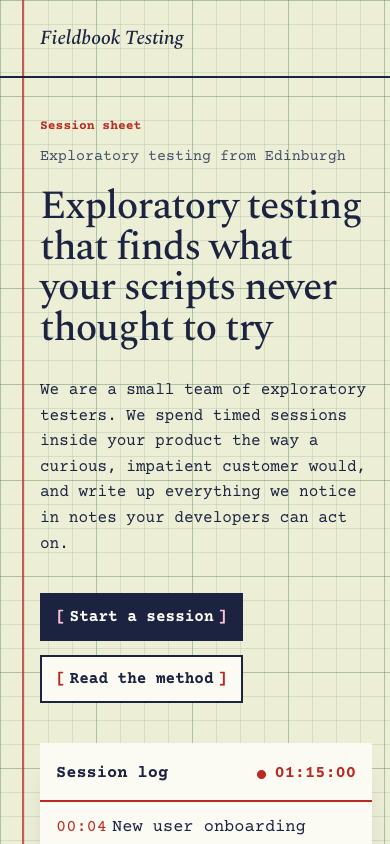 Fieldbook Testing
Session sheet
Exploratory testing from Edinburgh
Exploratory testing
that finds what
your scripts never
thought to try
We are a small team of exploratory
testers. We spend timed sessions
inside your product the way a
curious, impatient customer would,
and write up everything we notice
in notes your developers can act
on.
[ Start a session ]
[ Read the method ]
Session log ● 01:15:00
00:04 New user onboarding